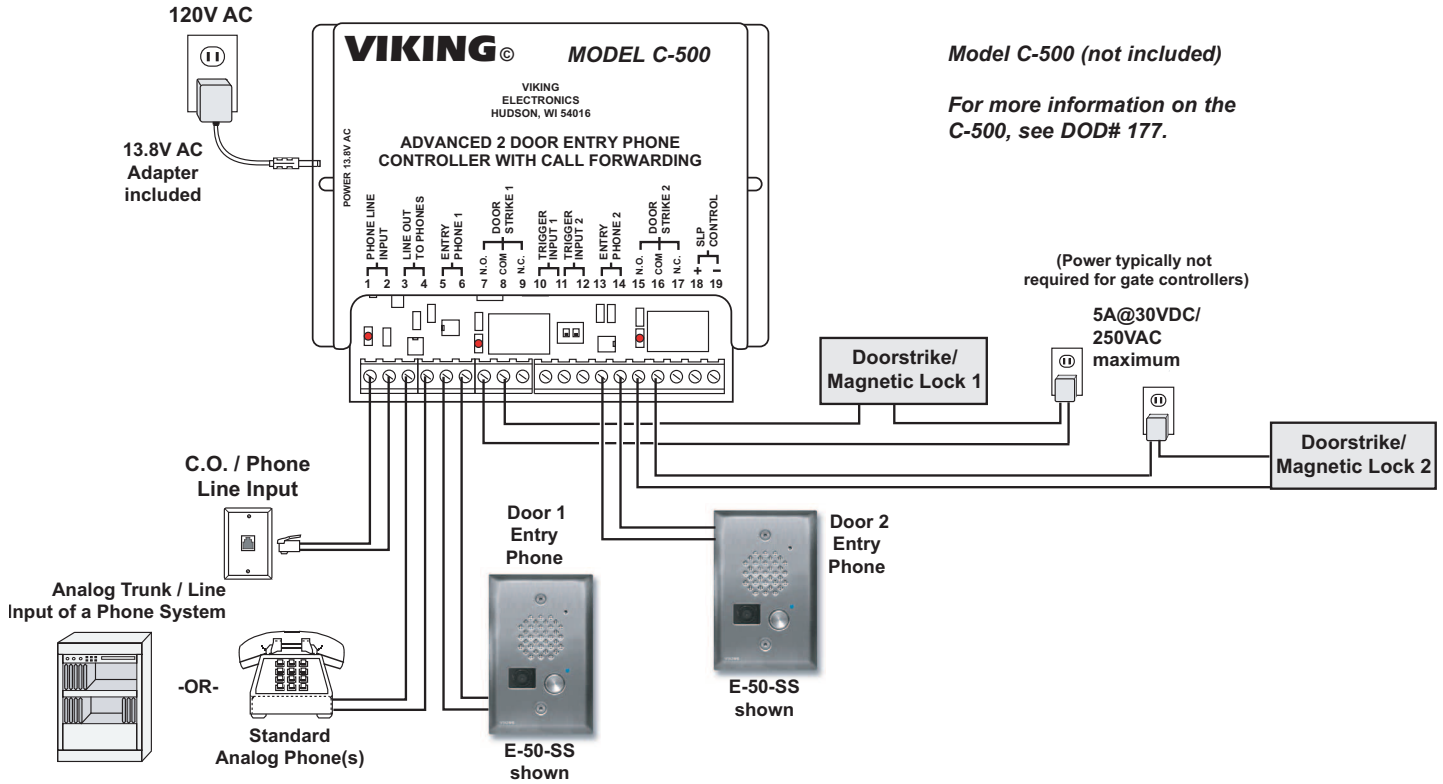 120V AC
13.8V AC
Adapter
included
VIKING© MODEL C-500
VIKING
ELECTRONICS
HUDSON, WI 54016
ADVANCED 2 DOOR ENTRY PHONE
CONTROLLER WITH CALL FORWARDING
POWER 13.8V AC
PHONE LINE
INPUT
LINE OUT
TO PHONES
ENTRY
PHONE 1
DOOR
STRIKE 1
N.O.
COM
N.C.
TRIGGER
INPUT 1
TRIGGER
INPUT 2
ENTRY
PHONE 2
DOOR
STRIKE 2
N.O.
COM
N.C.
SLP
CONTROL
+
–
1 2 3 4 5 6 7 8 9 10 11 12 13 14 15 16 17 18 19
Model C-500 (not included)
For more information on the
C-500, see DOD# 177.
(Power typically not
required for gate controllers)
5A@30VDC/
250VAC
maximum
Doorstrike/
Magnetic Lock 1
Doorstrike/
Magnetic Lock 2
C.O. / Phone
Line Input
Analog Trunk / Line
Input of a Phone System
-OR-
Standard
Analog Phone(s)
Door 1
Entry
Phone
E-50-SS
shown
Door 2
Entry
Phone
E-50-SS
shown